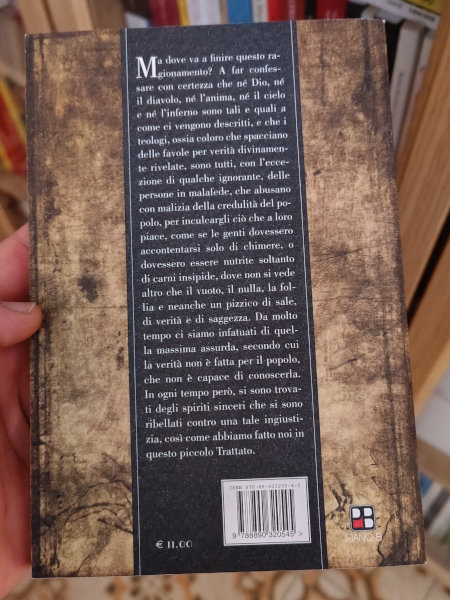 Ma dove va a finire questo ra-
gionamento? A far confes-
sare con certezza che né Dio, né
il diavolo, né l'anima, né il cielo
e né l'inferno sono tali e quali a
come ci vengono descritti, e che i
teologi, ossia coloro che spacciano
delle favole per verità divinamen-
te rivelate, sono tutti, con l'ecce-
zione di qualche ignorante, delle
persone in malafede, che abusano
con malizia della credulità del po-
polo, per inculcargli ciò che a loro
piace, come se le genti dovessero
accontentarsi solo di chimere, o
dovessero essere nutrite soltanto
di carni insipide, dove non si vede
altro che il vuoto, il nulla, la fol-
lia e neanche un pizzico di sale,
di verità e di saggezza. Da molto
tempo ci siamo infatuati di quel-
la massima assurda, secondo cui
la verità non è fatta per il popolo,
che non è capace di conoscerla.
In ogni tempo però, si sono trova-
ti degli spiriti sinceri che si sono
ribellati contro una tale ingiusti-
zia, così come abbiamo fatto noi in
questo piccolo Trattato.
ISBN 978-88-903205-4-5
9 788890 320545
€ 11,00
PIANO B